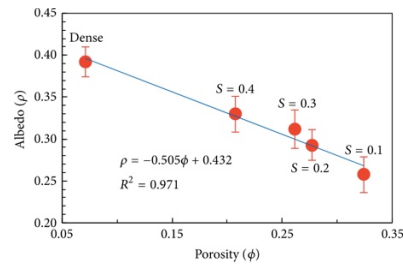 0.45
Dense
0.40
S = 0.4
0.35
S = 0.3
S = 0.1
0.30
ρ = −0.505ϕ + 0.432
S = 0.2
R² = 0.971
0.25
0.20
0.05
0.15
0.25
0.35
Albedo (ρ)
Porosity (ϕ)